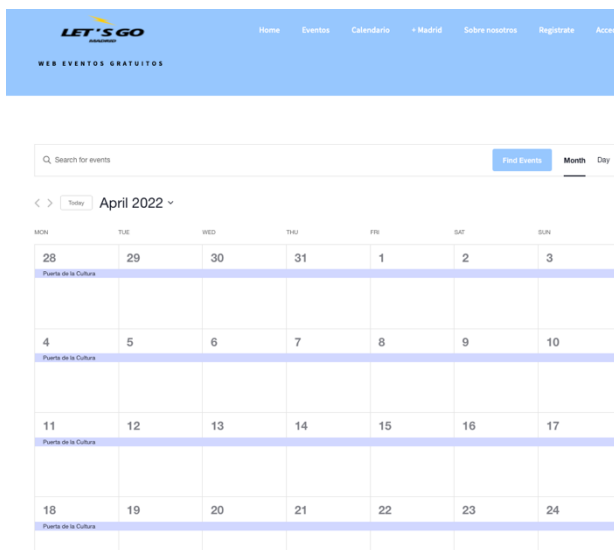 LET'S GO
MADRID
Home Eventos Calendario + Madrid Sobre nosotros Registrate
WEB EVENTOS GRATUITOS
Search for events
Find Events Month Day
Today April 2022
MON TUE WED THU FRI SAT SUN
28 29 30 31 1 2 3
Puerta de la Cultura
4 5 6 7 8 9 10
Puerta de la Cultura
11 12 13 14 15 16 17
Puerta de la Cultura
18 19 20 21 22 23 24
Puerta de la Cultura